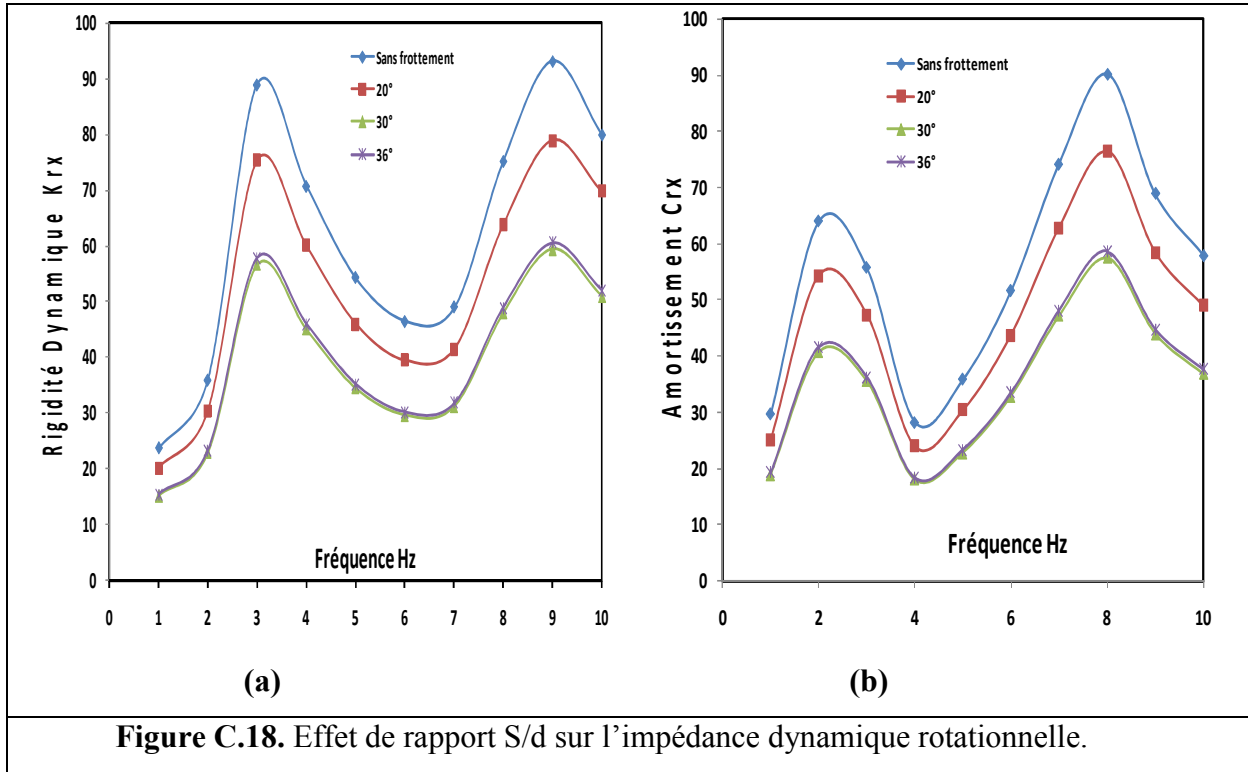 Rigidité Dynamique Krx
100
90
80
70
60
50
40
30
20
10
0
Sans frottement
20°
30°
36°
Fréquence Hz
0 1 2 3 4 5 6 7 8 9 10
(a)
Amortissement Crx
100
90
80
70
60
50
40
30
20
10
0
Sans frottement
20°
30°
36°
Fréquence Hz
0 2 4 6 8 10
(b)
Figure C.18. Effet de rapport S/d sur l’impédance dynamique rotationnelle.